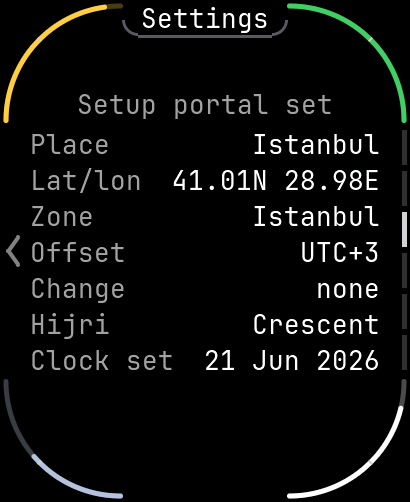 Settings
Setup portal set
Place Istanbul
Lat/lon 41.01N 28.98E
Zone Istanbul
Offset UTC+3
Change none
Hijri Crescent
Clock set 21 Jun 2026